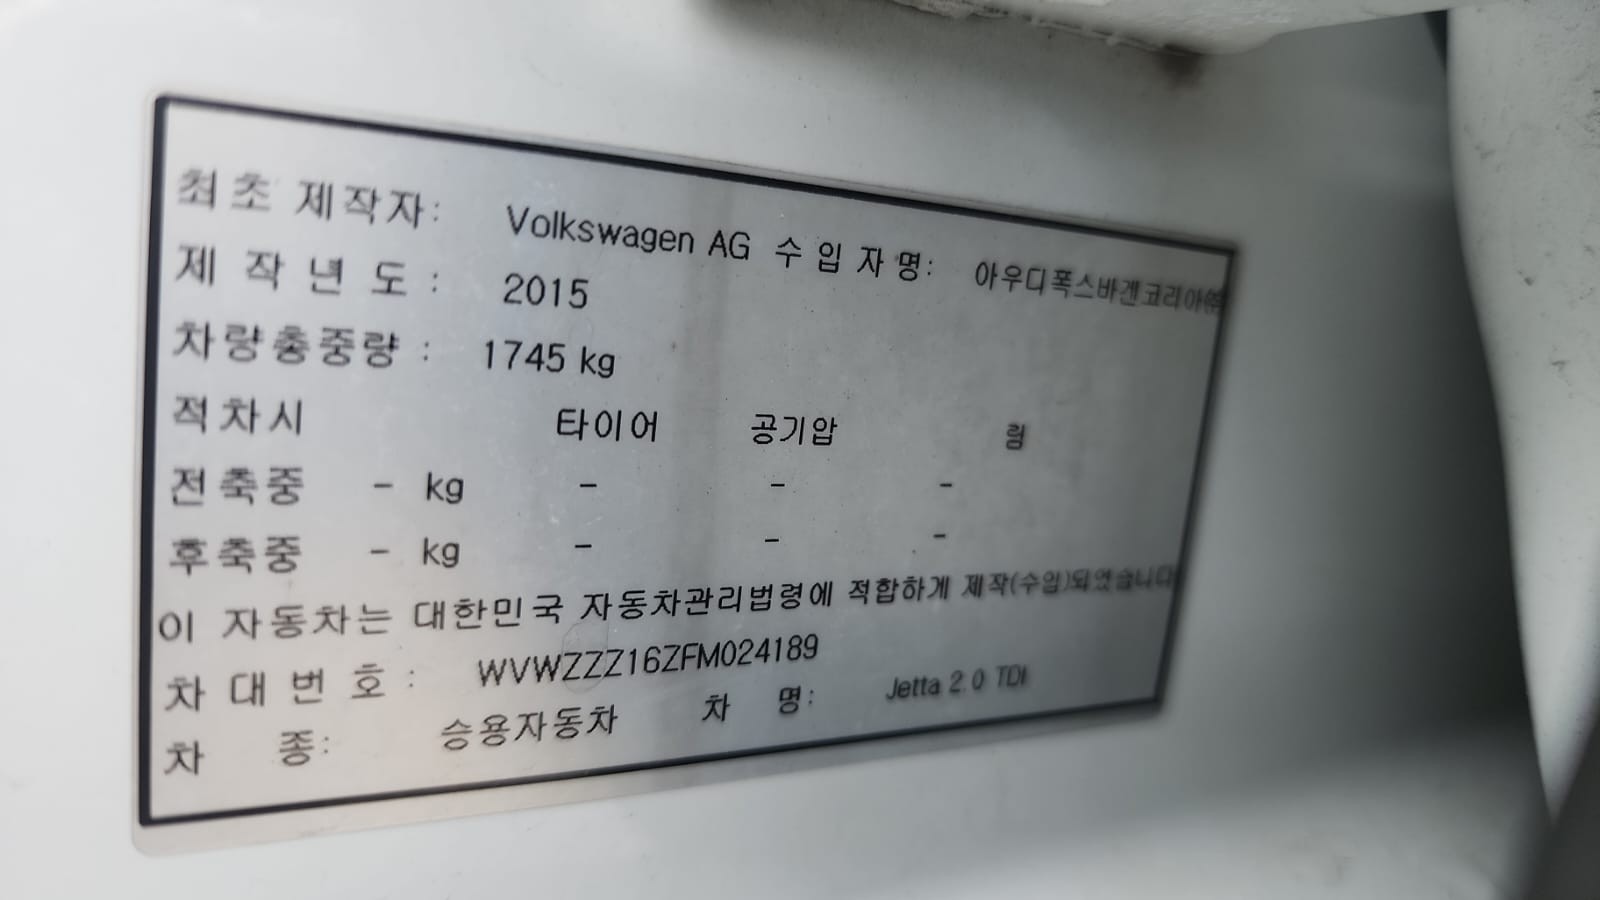 최초 제작자: Volkswagen AG 수입자명: 아우디폭스바겐코리아㈜
제작년도: 2015
차량총중량: 1745 kg
적차시 타이어 공기압 림
전축중 - kg - - -
후축중 - kg - - -
이 자동차는 대한민국 자동차관리법령에 적합하게 제작(수입)되었습니다
차대번호: WVWZZZ16ZFM024189
차 종: 승용자동차 차 명: Jetta 2.0 TDI